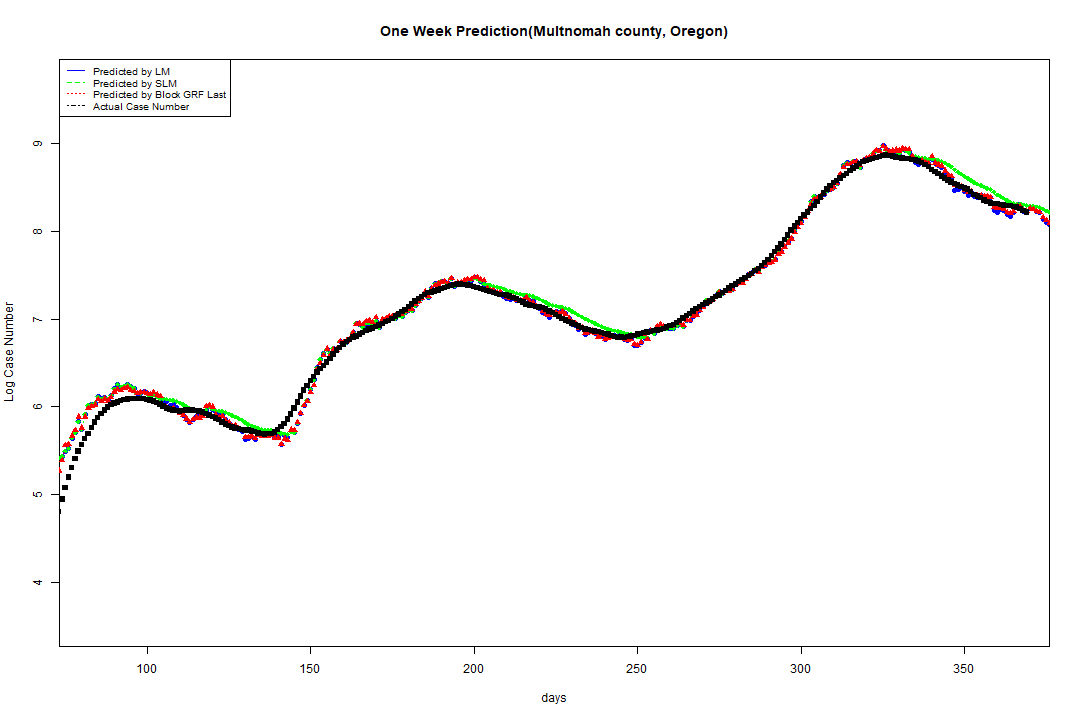 One Week Prediction(Multnomah county, Oregon)
Predicted by LM
Predicted by SLM
Predicted by Block GRF Last
Actual Case Number
9
8
7
6
5
4
Log Case Number
100 150 200 250 300 350
days